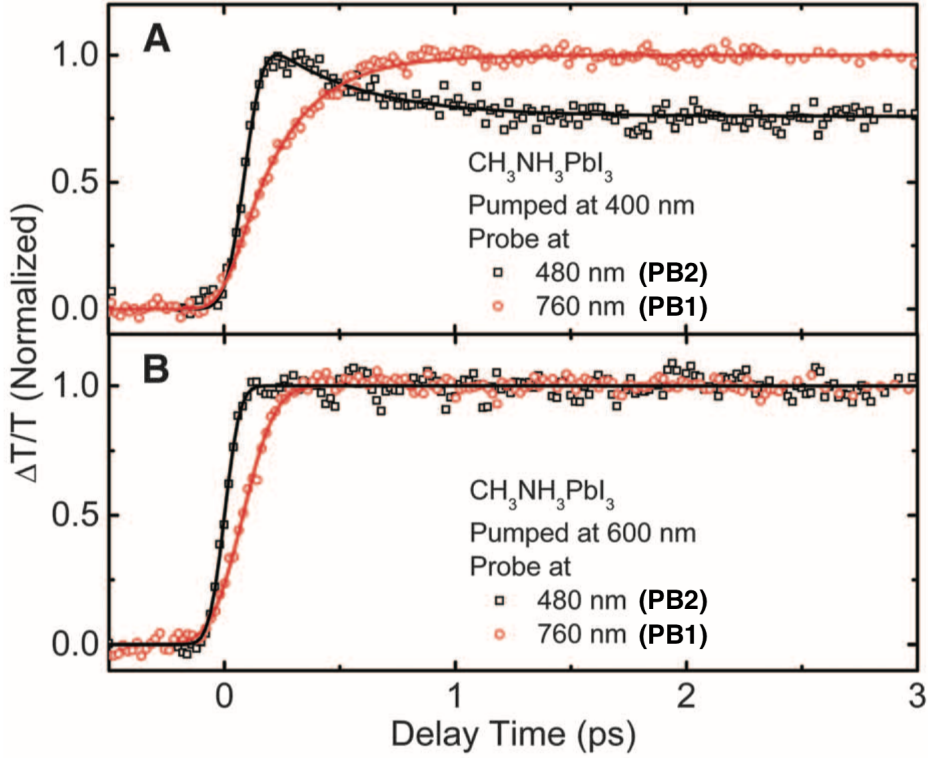 A
1.0
0.5
0.0
CH₃NH₃PbI₃
Pumped at 400 nm
Probe at
480 nm (PB2)
760 nm (PB1)
B
1.0
0.5
0.0
CH₃NH₃PbI₃
Pumped at 600 nm
Probe at
480 nm (PB2)
760 nm (PB1)
ΔT/T (Normalized)
0 1 2 3
Delay Time (ps)